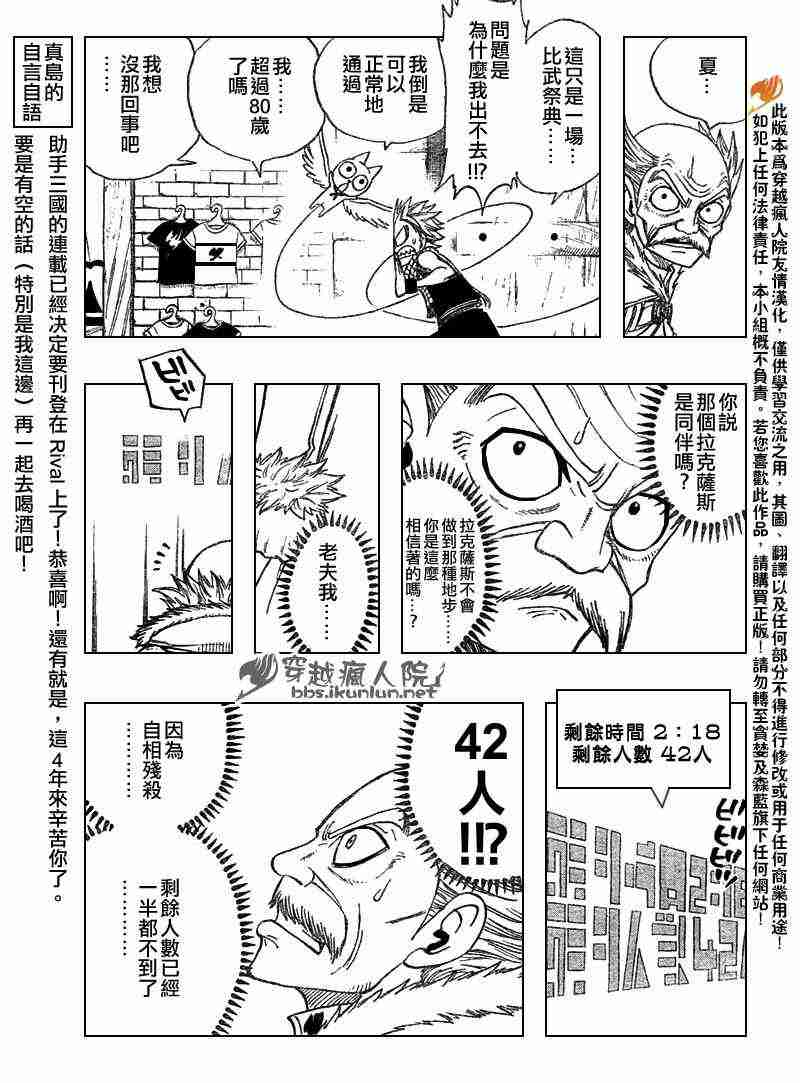 夏…
這只是一場…
比武祭典……
問題是
為什麼我出不去!!?
我倒是
可以
正常地
通過
我……
超過80歲
了嗎
我想
沒那回事吧
……
你說
那個拉克薩斯
是同伴嗎?
拉克薩斯不會
做到那種地步…
你是這麼
相信著的嗎…?
老夫我……
剩餘時間 2：18
剩餘人數 42人
ビビビ
42
人!!!?
因為
自相殘殺
…………
剩餘人數已經
一半都不到了
…………
穿越瘋人院
bbs.ikunlun.net
真島的
自言自語
助手三國的連載已經決定要刊登在 Rival 上了！恭喜啊！還有就是，這4年來辛苦你了。
要是有空的話（特別是我這邊）再一起去喝酒吧！
此版本爲穿越瘋人院友情漢化，僅供學習交流之用，其圖、翻譯以及任何部分不得進行修改或用于任何商業用途！
如犯上任何法律責任，本小組概不負責。若您喜歡此作品，請購買正版！請勿轉至貪婪及森藍旗下任何網站！